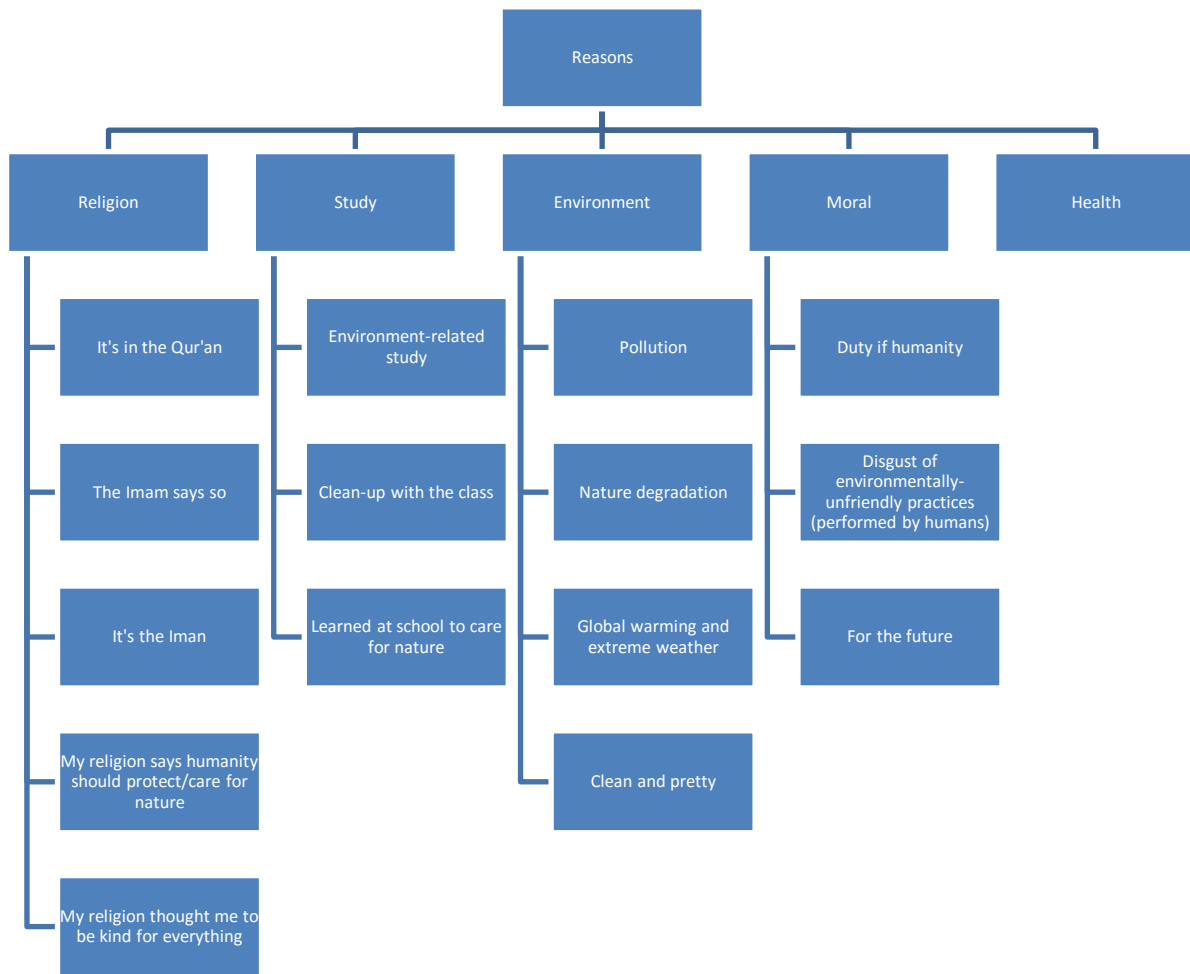 Reasons
Religion
Study
Environment
Moral
Health
It's in the Qur'an
Environment-related
study
Pollution
Duty if humanity
The Imam says so
Clean-up with the class
Nature degradation
Disgust of
environmentally-
unfriendly practices
(performed by humans)
It's the Iman
Learned at school to care
for nature
Global warming and
extreme weather
For the future
My religion says humanity
should protect/care for
nature
Clean and pretty
My religion thought me to
be kind for everything